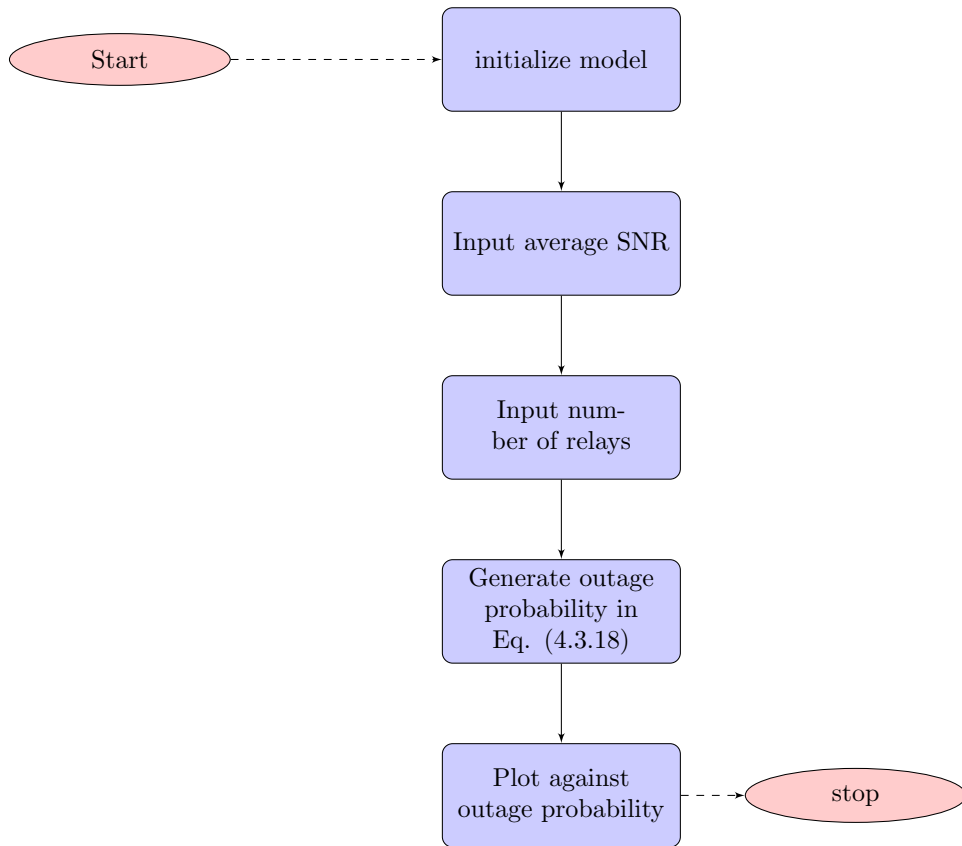 Start
initialize model
Input average SNR
Input num-
ber of relays
Generate outage
probability in
Eq. (4.3.18)
Plot against
outage probability
stop